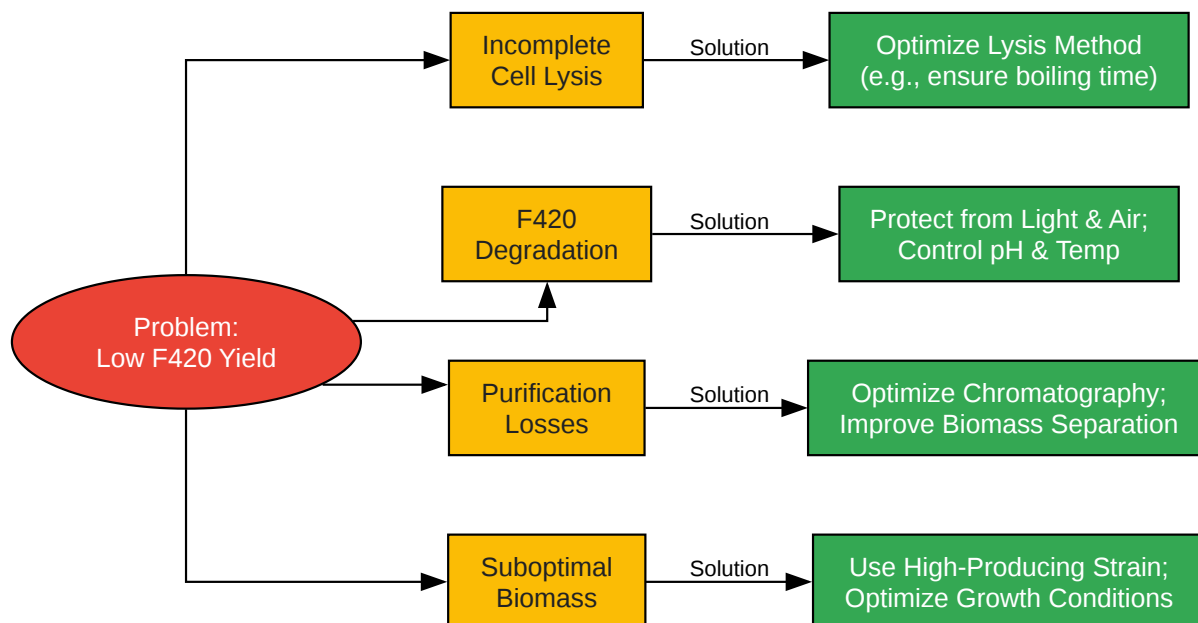 Incomplete
Cell Lysis
Solution
Optimize Lysis Method
(e.g., ensure boiling time)
F420
Degradation
Solution
Protect from Light & Air;
Control pH & Temp
Problem:
Low F420 Yield
Purification
Losses
Solution
Optimize Chromatography;
Improve Biomass Separation
Suboptimal
Biomass
Solution
Use High-Producing Strain;
Optimize Growth Conditions